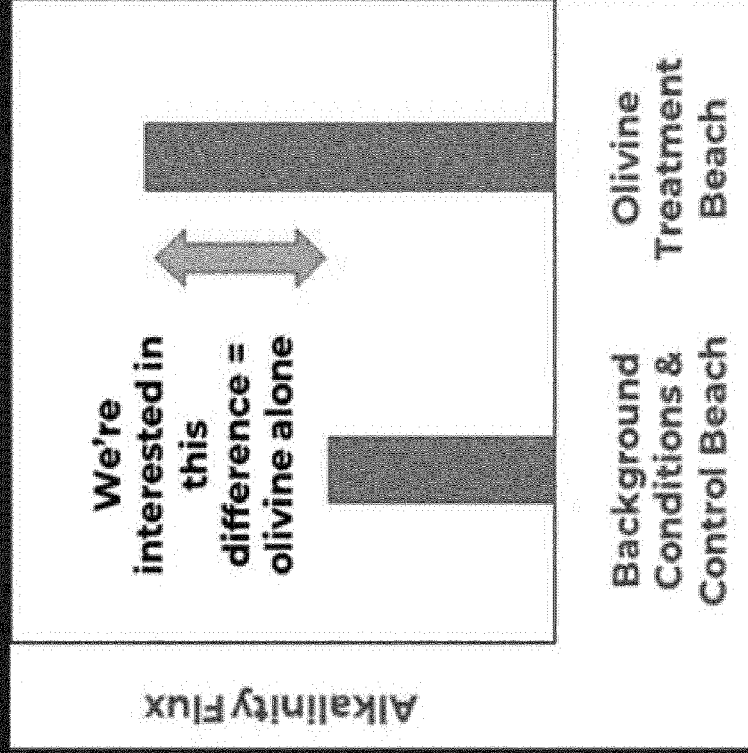 Alkalinity Flux
We're
interested in
this
difference =
olivine alone
Background
Conditions &
Control Beach
Olivine
Treatment
Beach